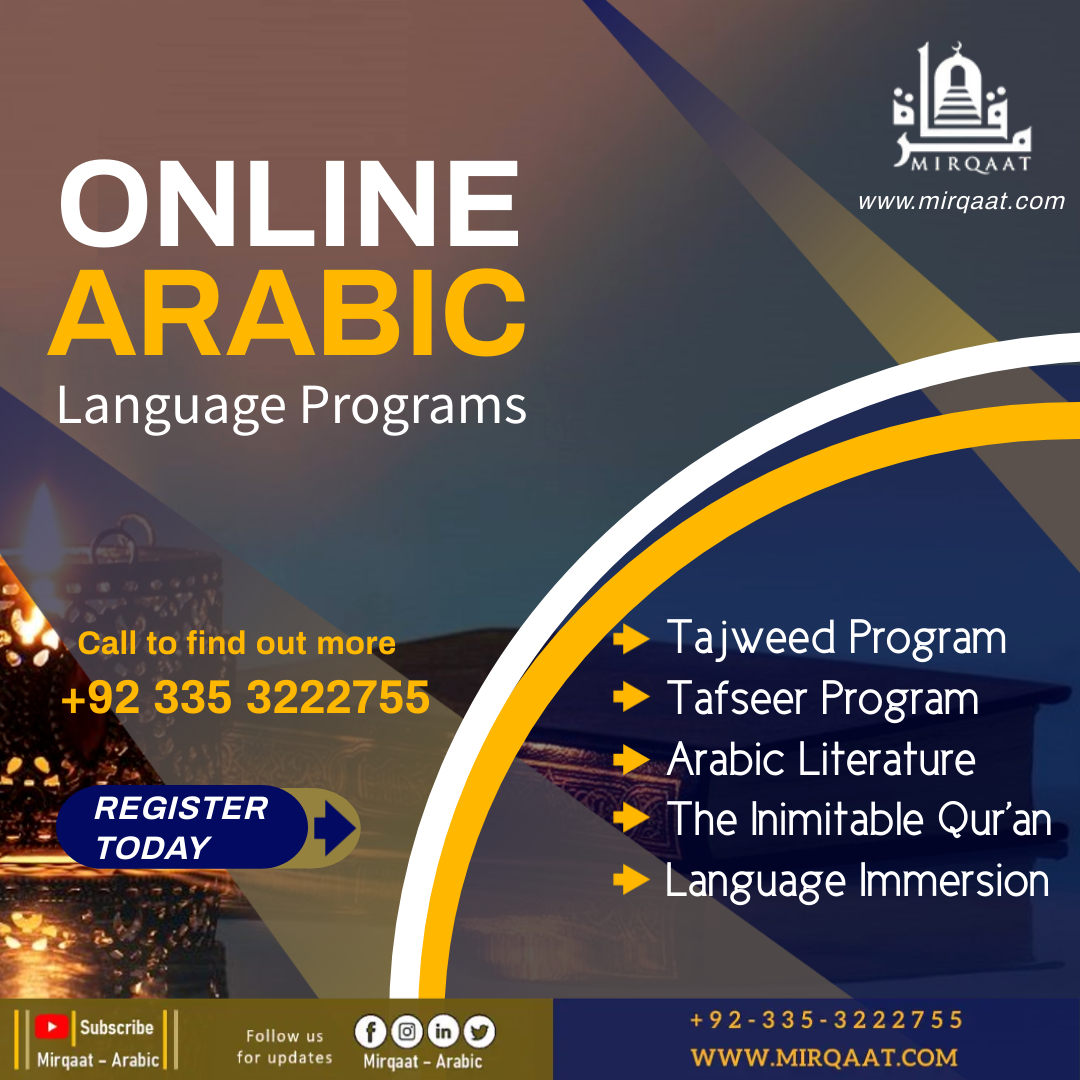 مرقاة
MIRQAAT
www.mirqaat.com
ONLINE
ARABIC
Language Programs
Call to find out more
+92 335 3222755
REGISTER
TODAY
Tajweed Program
Tafseer Program
Arabic Literature
The Inimitable Qur'an
Language Immersion
Subscribe
Mirqaat – Arabic
Follow us
for updates
Mirqaat – Arabic
+92-335-3222755
WWW.MIRQAAT.COM